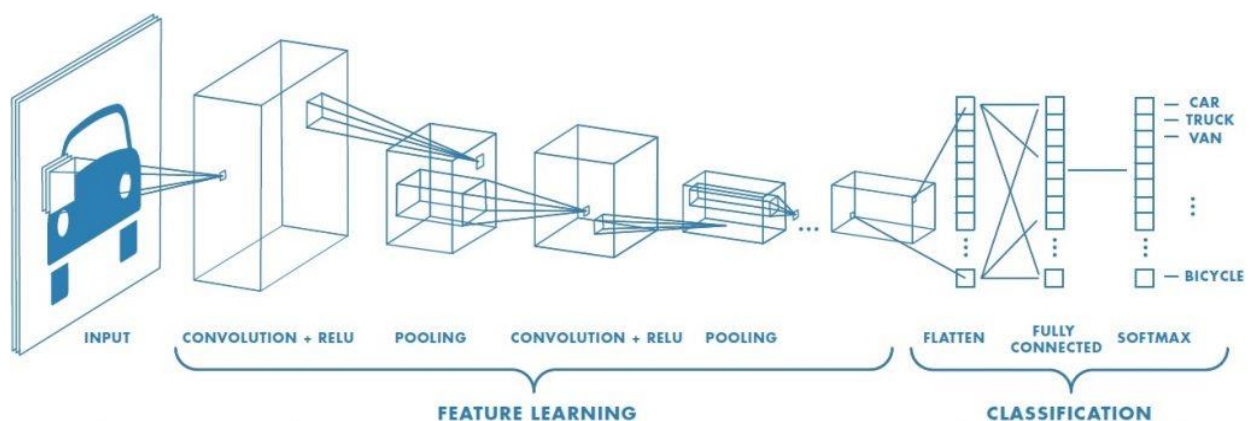 CAR
TRUCK
VAN
BICYCLE
INPUT
CONVOLUTION + RELU
POOLING
CONVOLUTION + RELU
POOLING
FLATTEN
FULLY
CONNECTED
SOFTMAX
FEATURE LEARNING
CLASSIFICATION